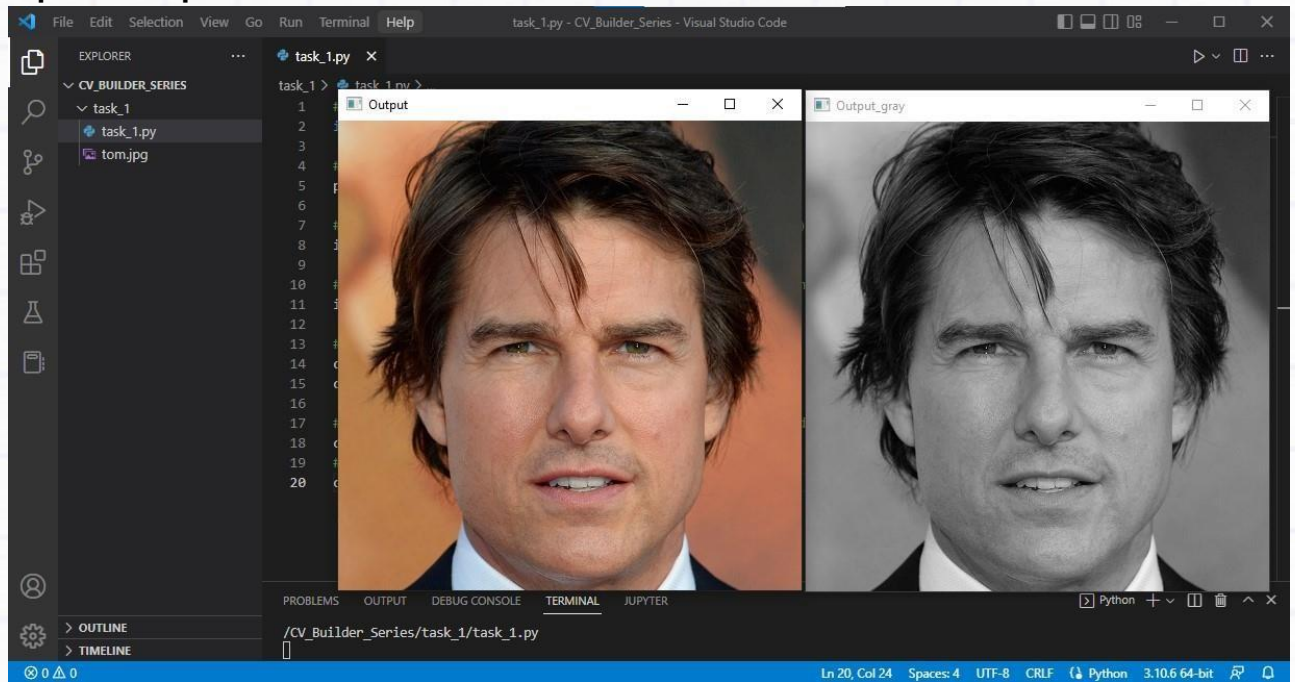 File Edit Selection View Go Run Terminal Help task_1.py - CV_Builder_Series - Visual Studio Code
EXPLORER ...
task_1.py
CV_BUILDER_SERIES
task_1
task_1.py
tom.jpg
task_1 > task_1.py >
Output
Output_gray
1 #
2 i
3
4 #
5 p
6
7 #
8 i
9
10 #
11 i
12
13 #
14 c
15 c
16
17 #
18 c
19 #
20 c
PROBLEMS OUTPUT DEBUG CONSOLE TERMINAL JUPYTER
Python
/CV_Builder_Series/task_1/task_1.py
OUTLINE
TIMELINE
0 0
Ln 20, Col 24 Spaces: 4 UTF-8 CRLF Python 3.10.6 64-bit